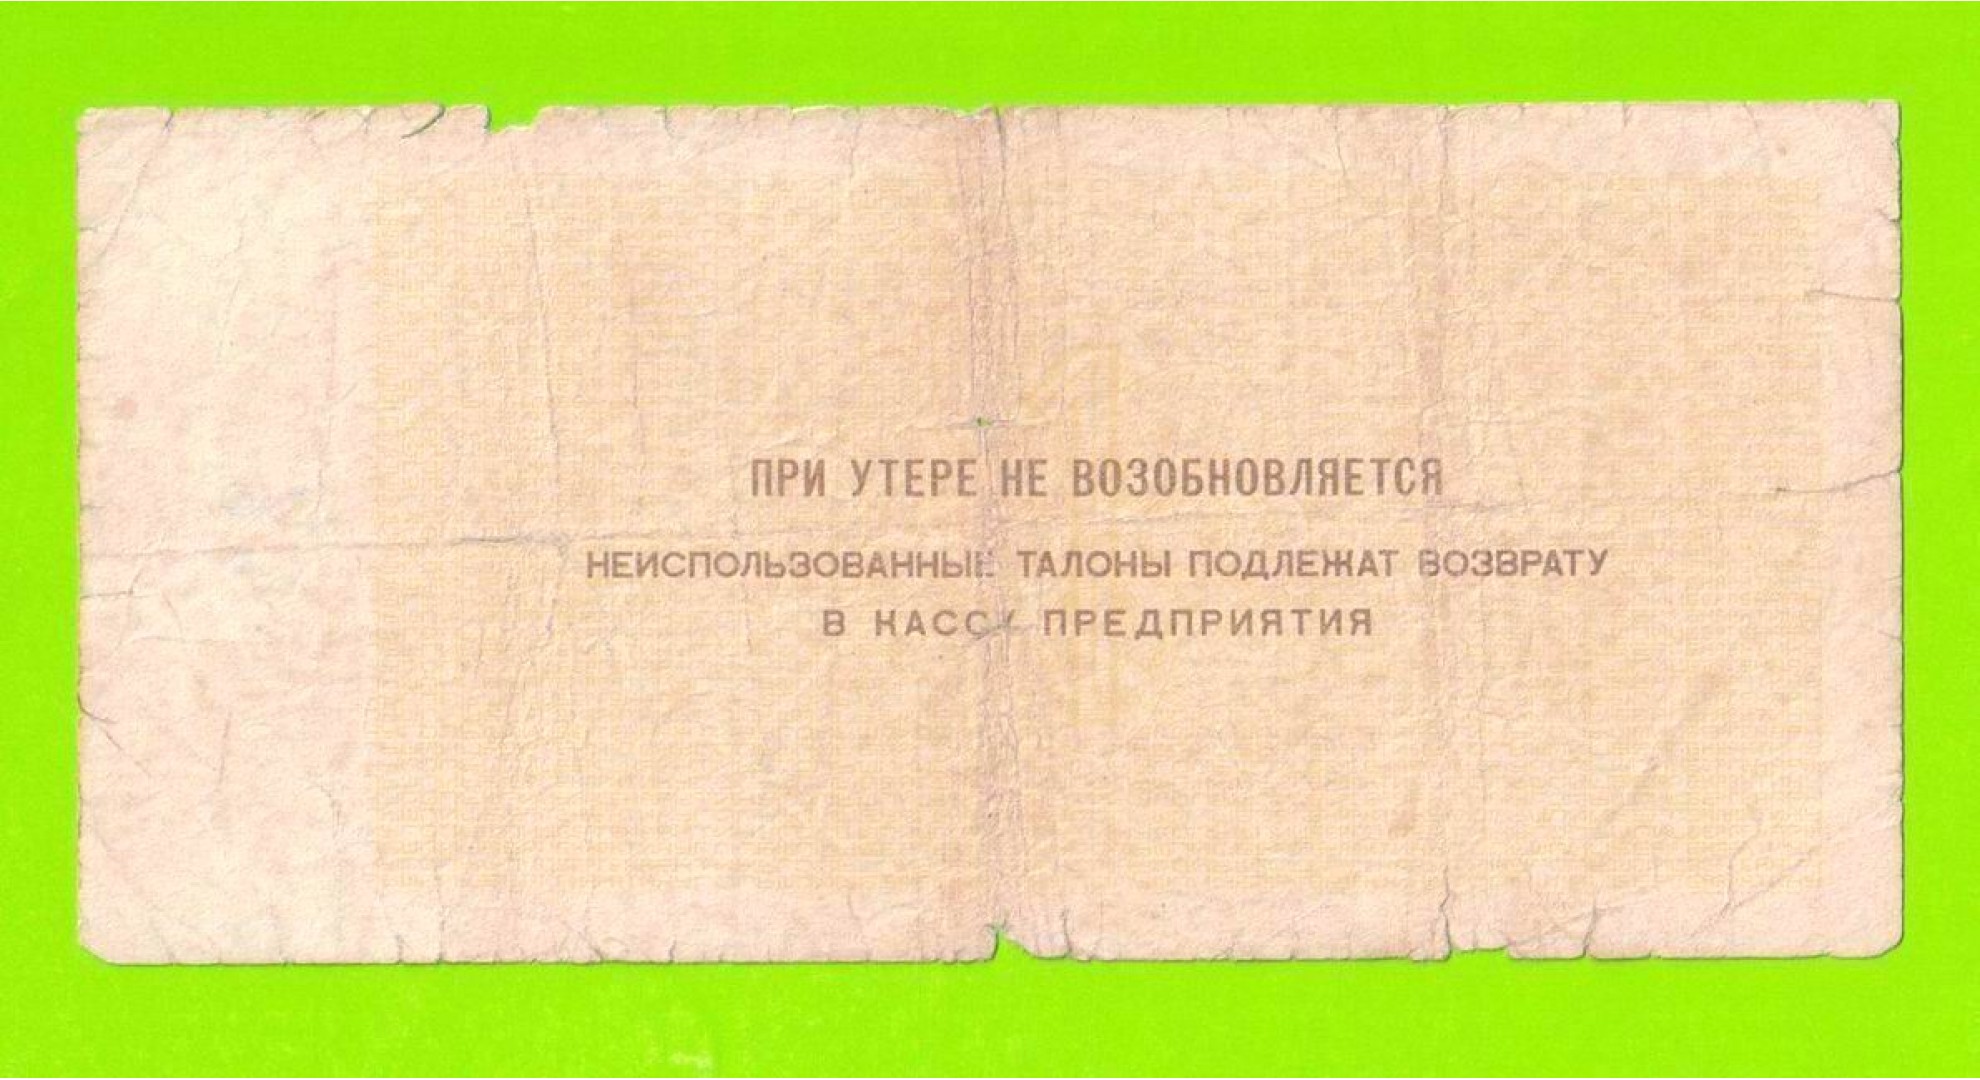 ПРИ УТЕРЕ НЕ ВОЗОБНОВЛЯЕТСЯ
НЕИСПОЛЬЗОВАННЫЕ ТАЛОНЫ ПОДЛЕЖАТ ВОЗВРАТУ
В КАССУ ПРЕДПРИЯТИЯ